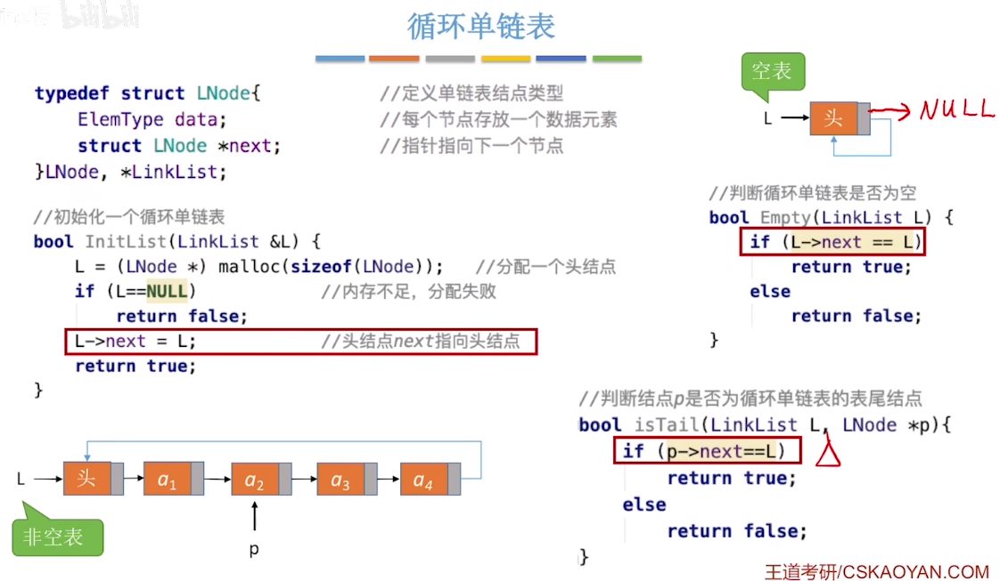 bilibili
循环单链表
typedef struct LNode{ //定义单链表结点类型
ElemType data; //每个节点存放一个数据元素
struct LNode *next; //指针指向下一个节点
}LNode, *LinkList;
//初始化一个循环单链表
bool InitList(LinkList &L) {
L = (LNode *) malloc(sizeof(LNode)); //分配一个头结点
if (L==NULL) //内存不足，分配失败
return false;
L->next = L; //头结点next指向头结点
return true;
}
L 头 a1 a2 a3 a4
非空表
p
空表
L 头 NULL
//判断循环单链表是否为空
bool Empty(LinkList L) {
if (L->next == L)
return true;
else
return false;
}
//判断结点p是否为循环单链表的表尾结点
bool isTail(LinkList L, LNode *p){
if (p->next==L)
return true;
else
return false;
}
王道考研/CSKAOYAN.COM